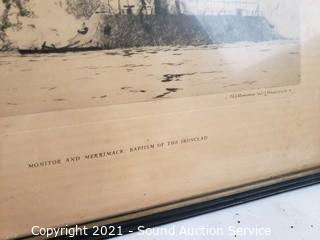 MONITOR AND MERRIMACK: BAPTISM OF THE IRONCLAD
Copyright 2021 - Sound Auction Service